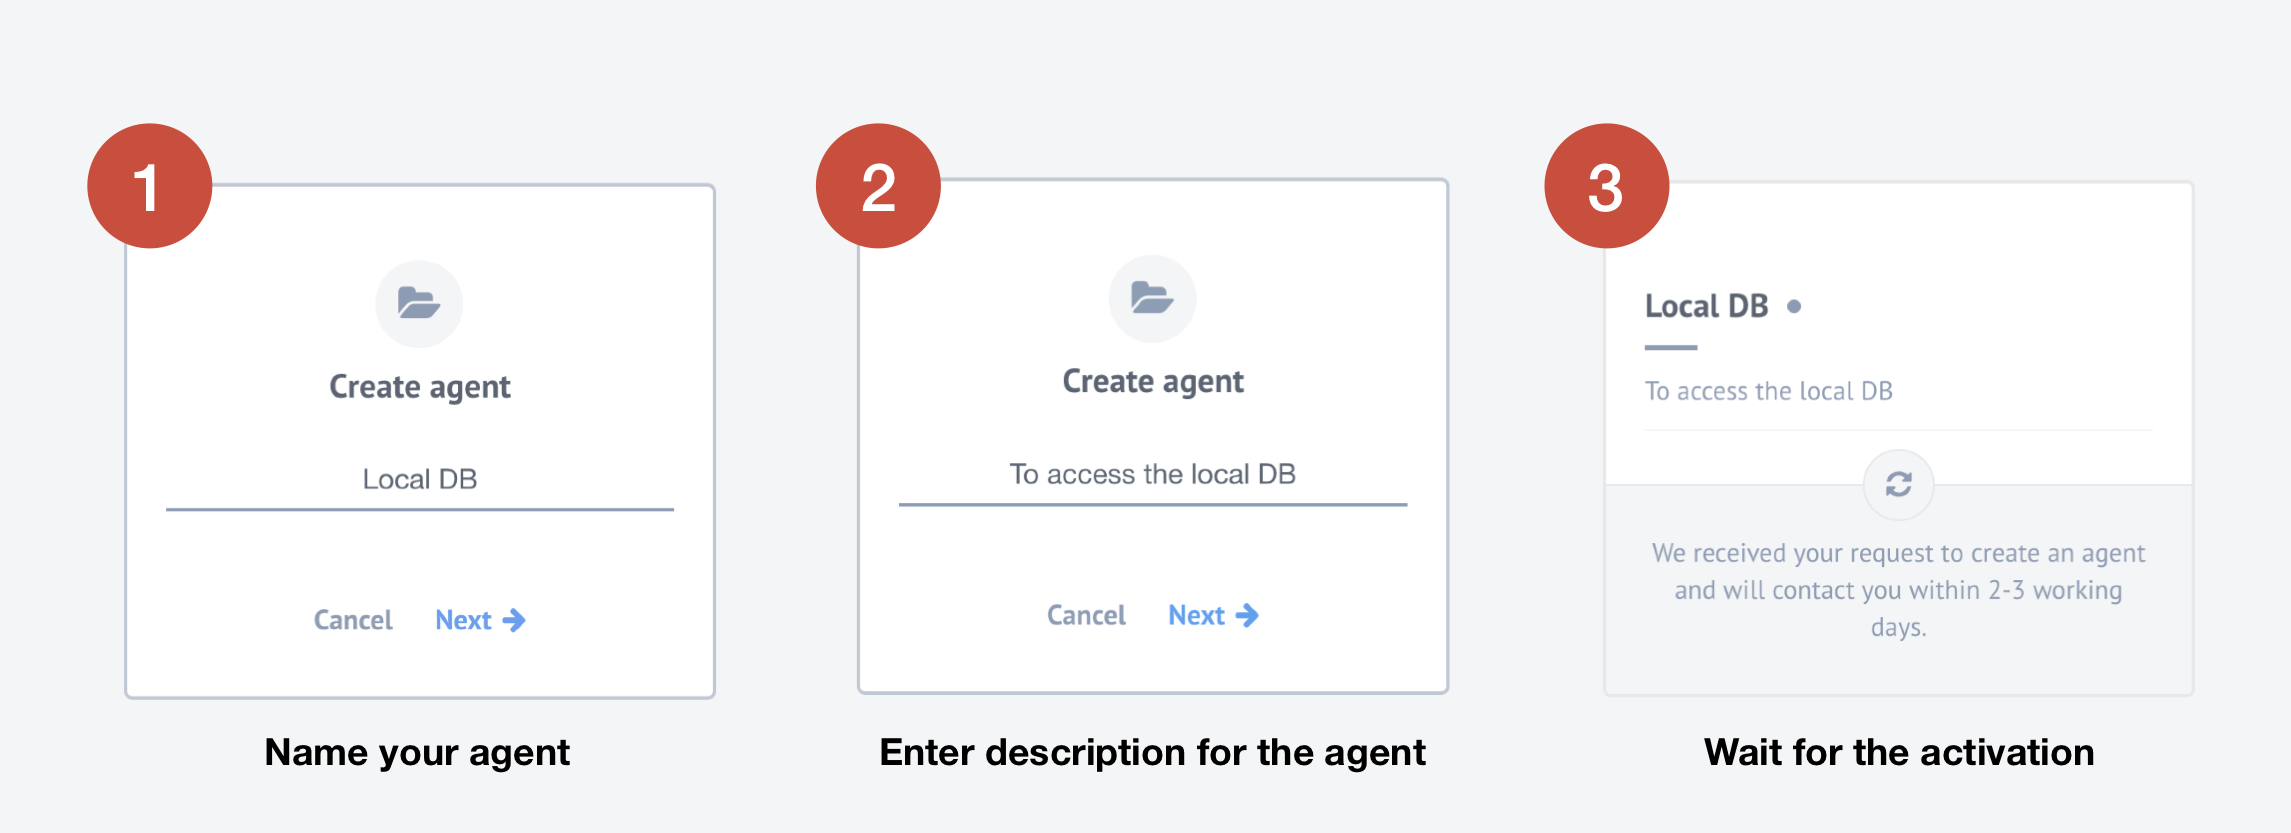 1
Create agent
Local DB
Cancel Next
Name your agent
2
Create agent
To access the local DB
Cancel Next
Enter description for the agent
3
Local DB
To access the local DB
We received your request to create an agent
and will contact you within 2-3 working
days.
Wait for the activation